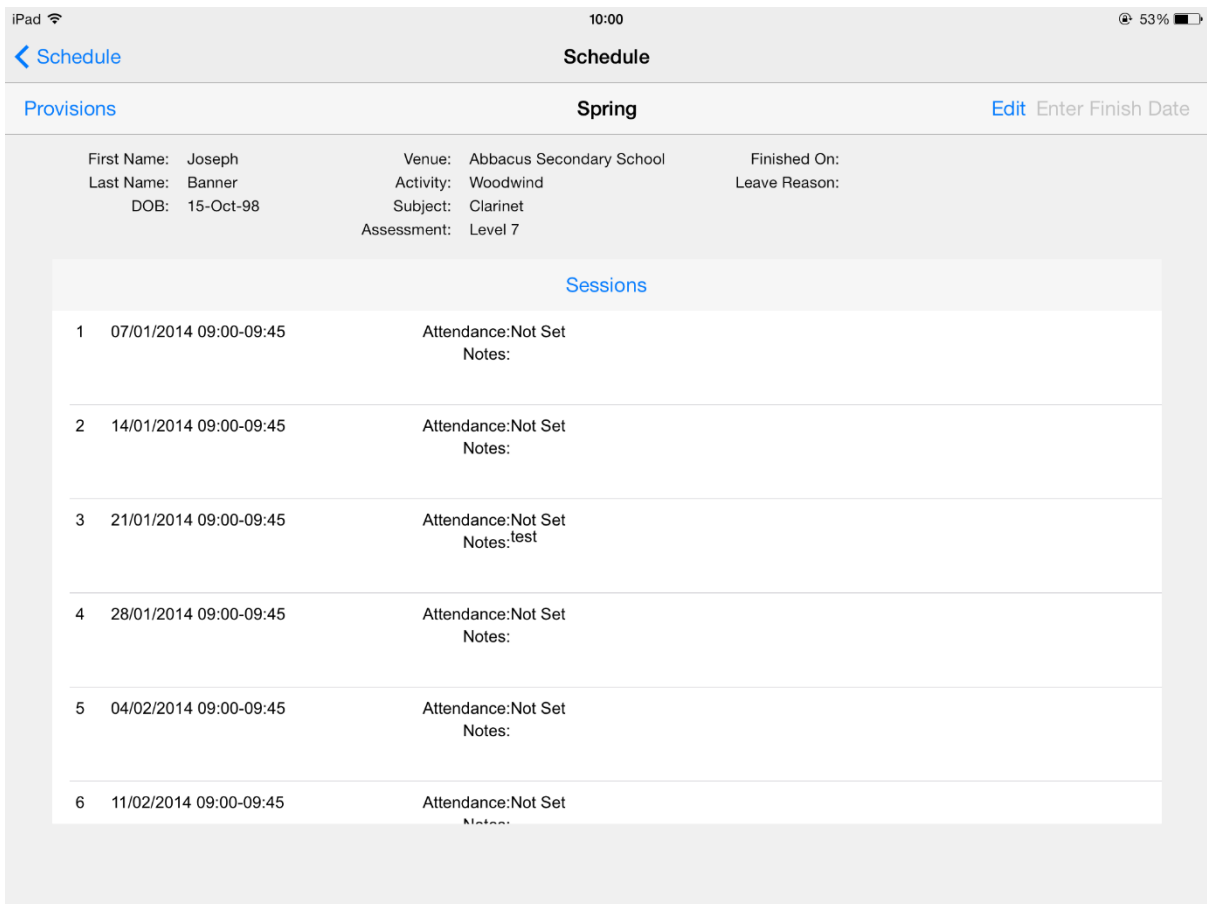 iPad 10:00 53%
Schedule Schedule
Provisions Spring Edit Enter Finish Date
First Name: Joseph Venue: Abbacus Secondary School Finished On:
Last Name: Banner Activity: Woodwind Leave Reason:
DOB: 15-Oct-98 Subject: Clarinet
Assessment: Level 7
Sessions
1 07/01/2014 09:00-09:45 Attendance:Not Set
Notes:
2 14/01/2014 09:00-09:45 Attendance:Not Set
Notes:
3 21/01/2014 09:00-09:45 Attendance:Not Set
Notes:test
4 28/01/2014 09:00-09:45 Attendance:Not Set
Notes:
5 04/02/2014 09:00-09:45 Attendance:Not Set
Notes:
6 11/02/2014 09:00-09:45 Attendance:Not Set
Notes: